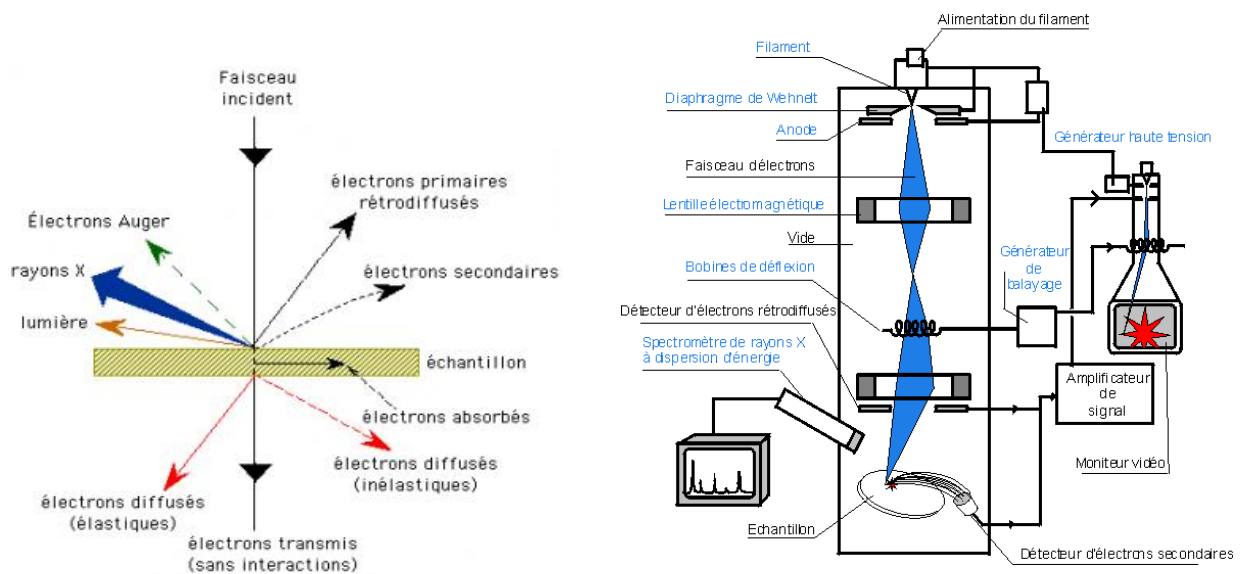 Faisceau
incident
électrons primaires
rétrodiffusés
Électrons Auger
rayons X
électrons secondaires
lumière
échantillon
électrons absorbés
électrons diffusés
(inélastiques)
électrons diffusés
(élastiques)
électrons transmis
(sans interactions)
Alimentation du filament
Filament
Diaphragme de Wehnelt
Anode
Générateur haute tension
Faisceau délectrons
Lentille électromagnétique
Vide
Générateur
de
balayage
Bobines de déflexion
Détecteur d'électrons rétrodiffusés
Spectromètre de rayons X
à dispersion d'énergie
Amplificateur
de
signal
Moniteur vidéo
Echantillon
Détecteur d'électrons secondaires